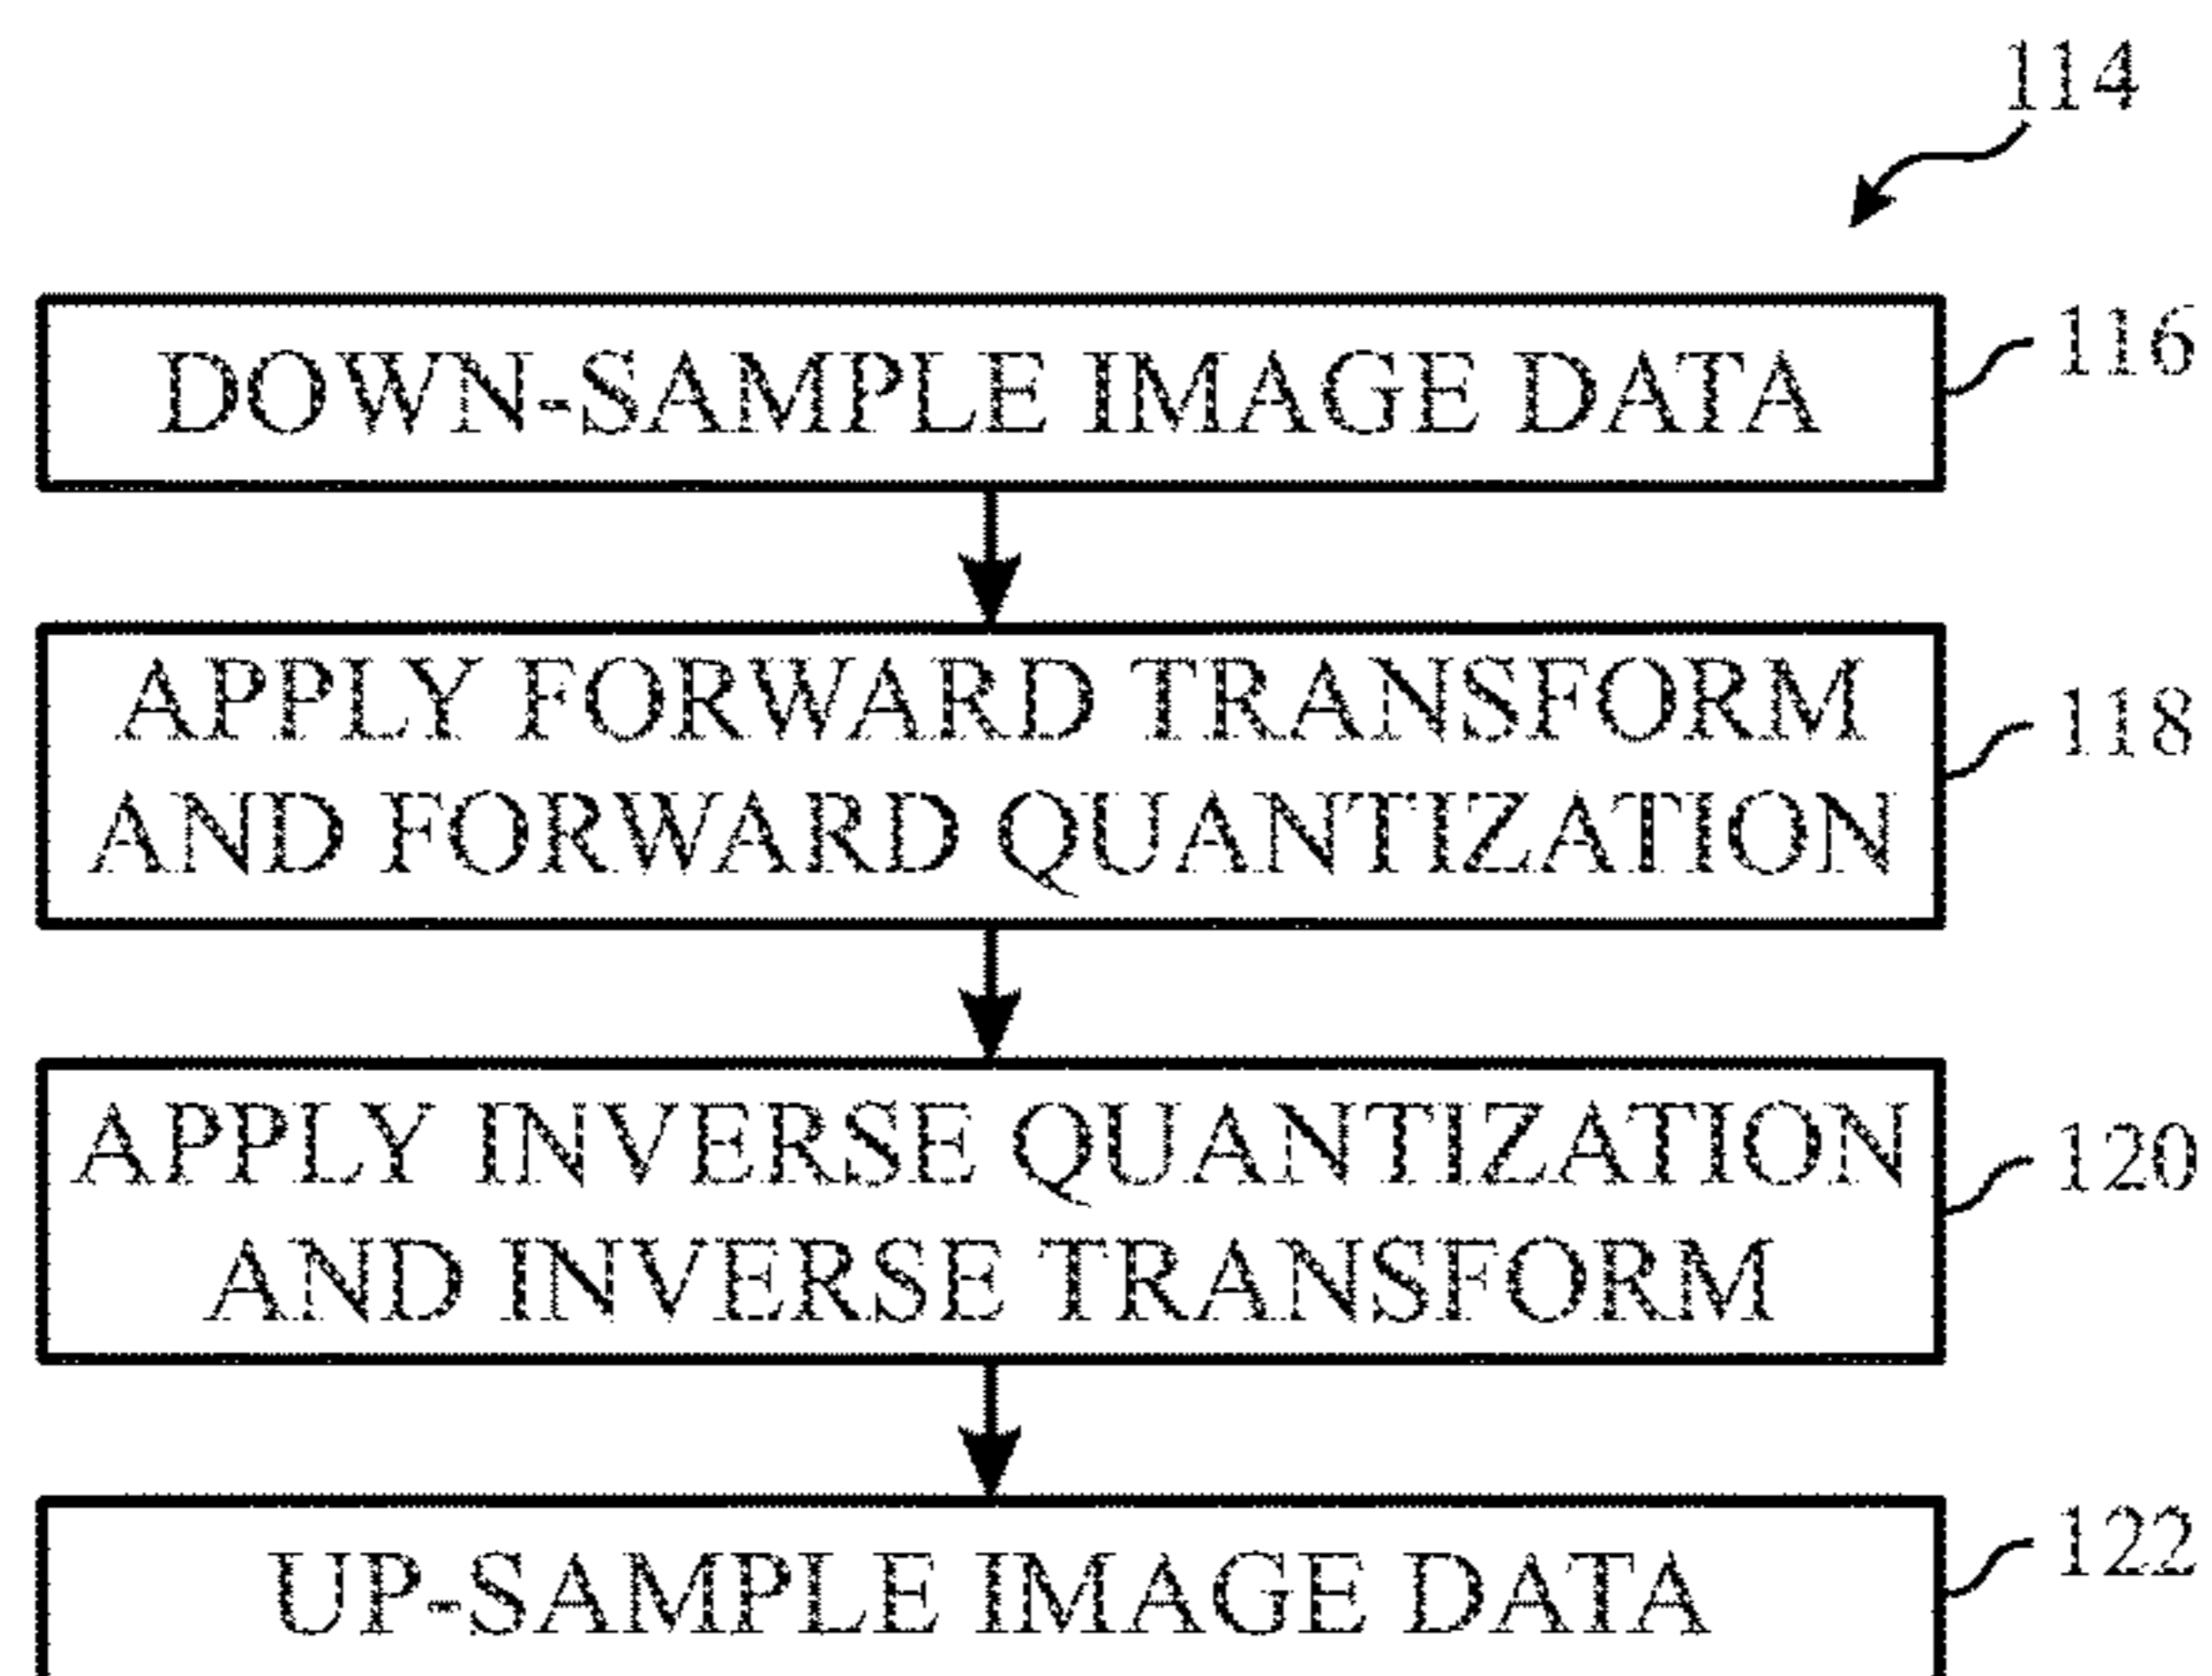 114
DOWN-SAMPLE IMAGE DATA
116
APPLY FORWARD TRANSFORM
AND FORWARD QUANTIZATION
118
APPLY INVERSE QUANTIZATION
AND INVERSE TRANSFORM
120
UP-SAMPLE IMAGE DATA
122